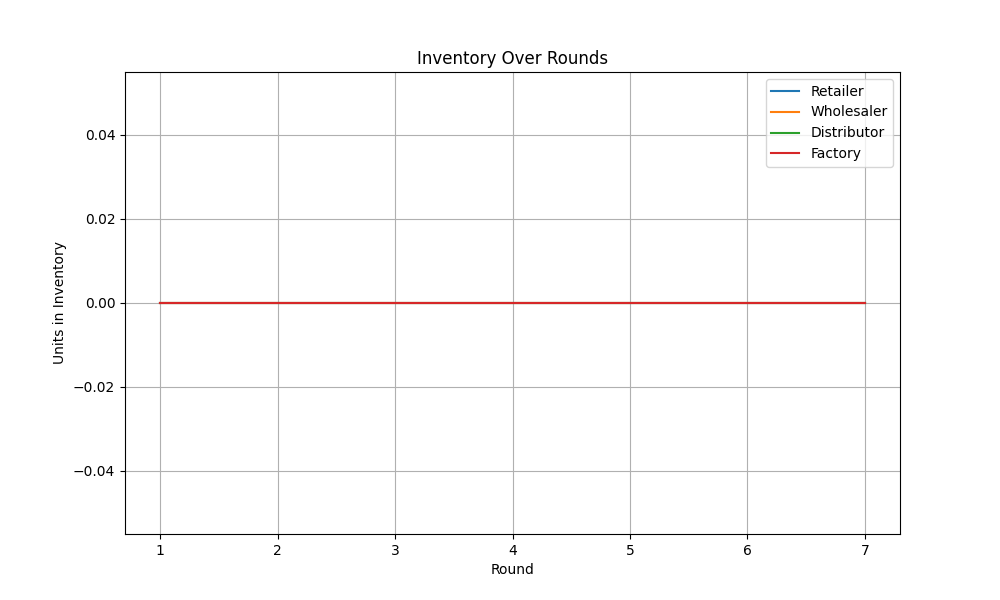 Inventory Over Rounds
Retailer
Wholesaler
Distributor
Factory
Units in Inventory
0.04
0.02
0.00
−0.02
−0.04
1 2 3 4 5 6 7
Round